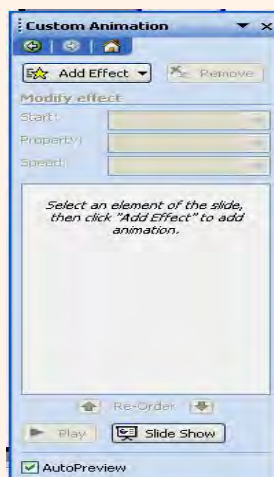 Custom Animation
Add Effect Remove
Modify effect
Start:
Property:
Speed:
Select an element of the slide,
then click "Add Effect" to add
animation.
Re-Order
Play Slide Show
AutoPreview